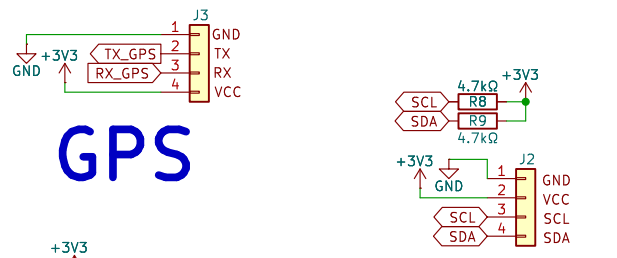 J3
1 GND
+3V3
TX_GPS 2 TX
GND
RX_GPS 3 RX
4 VCC
GPS
+3V3
4.7kΩ
+3V3
SCL R8
SDA R9
4.7kΩ
J2
+3V3
1 GND
GND
2 VCC
SCL 3 SCL
SDA 4 SDA